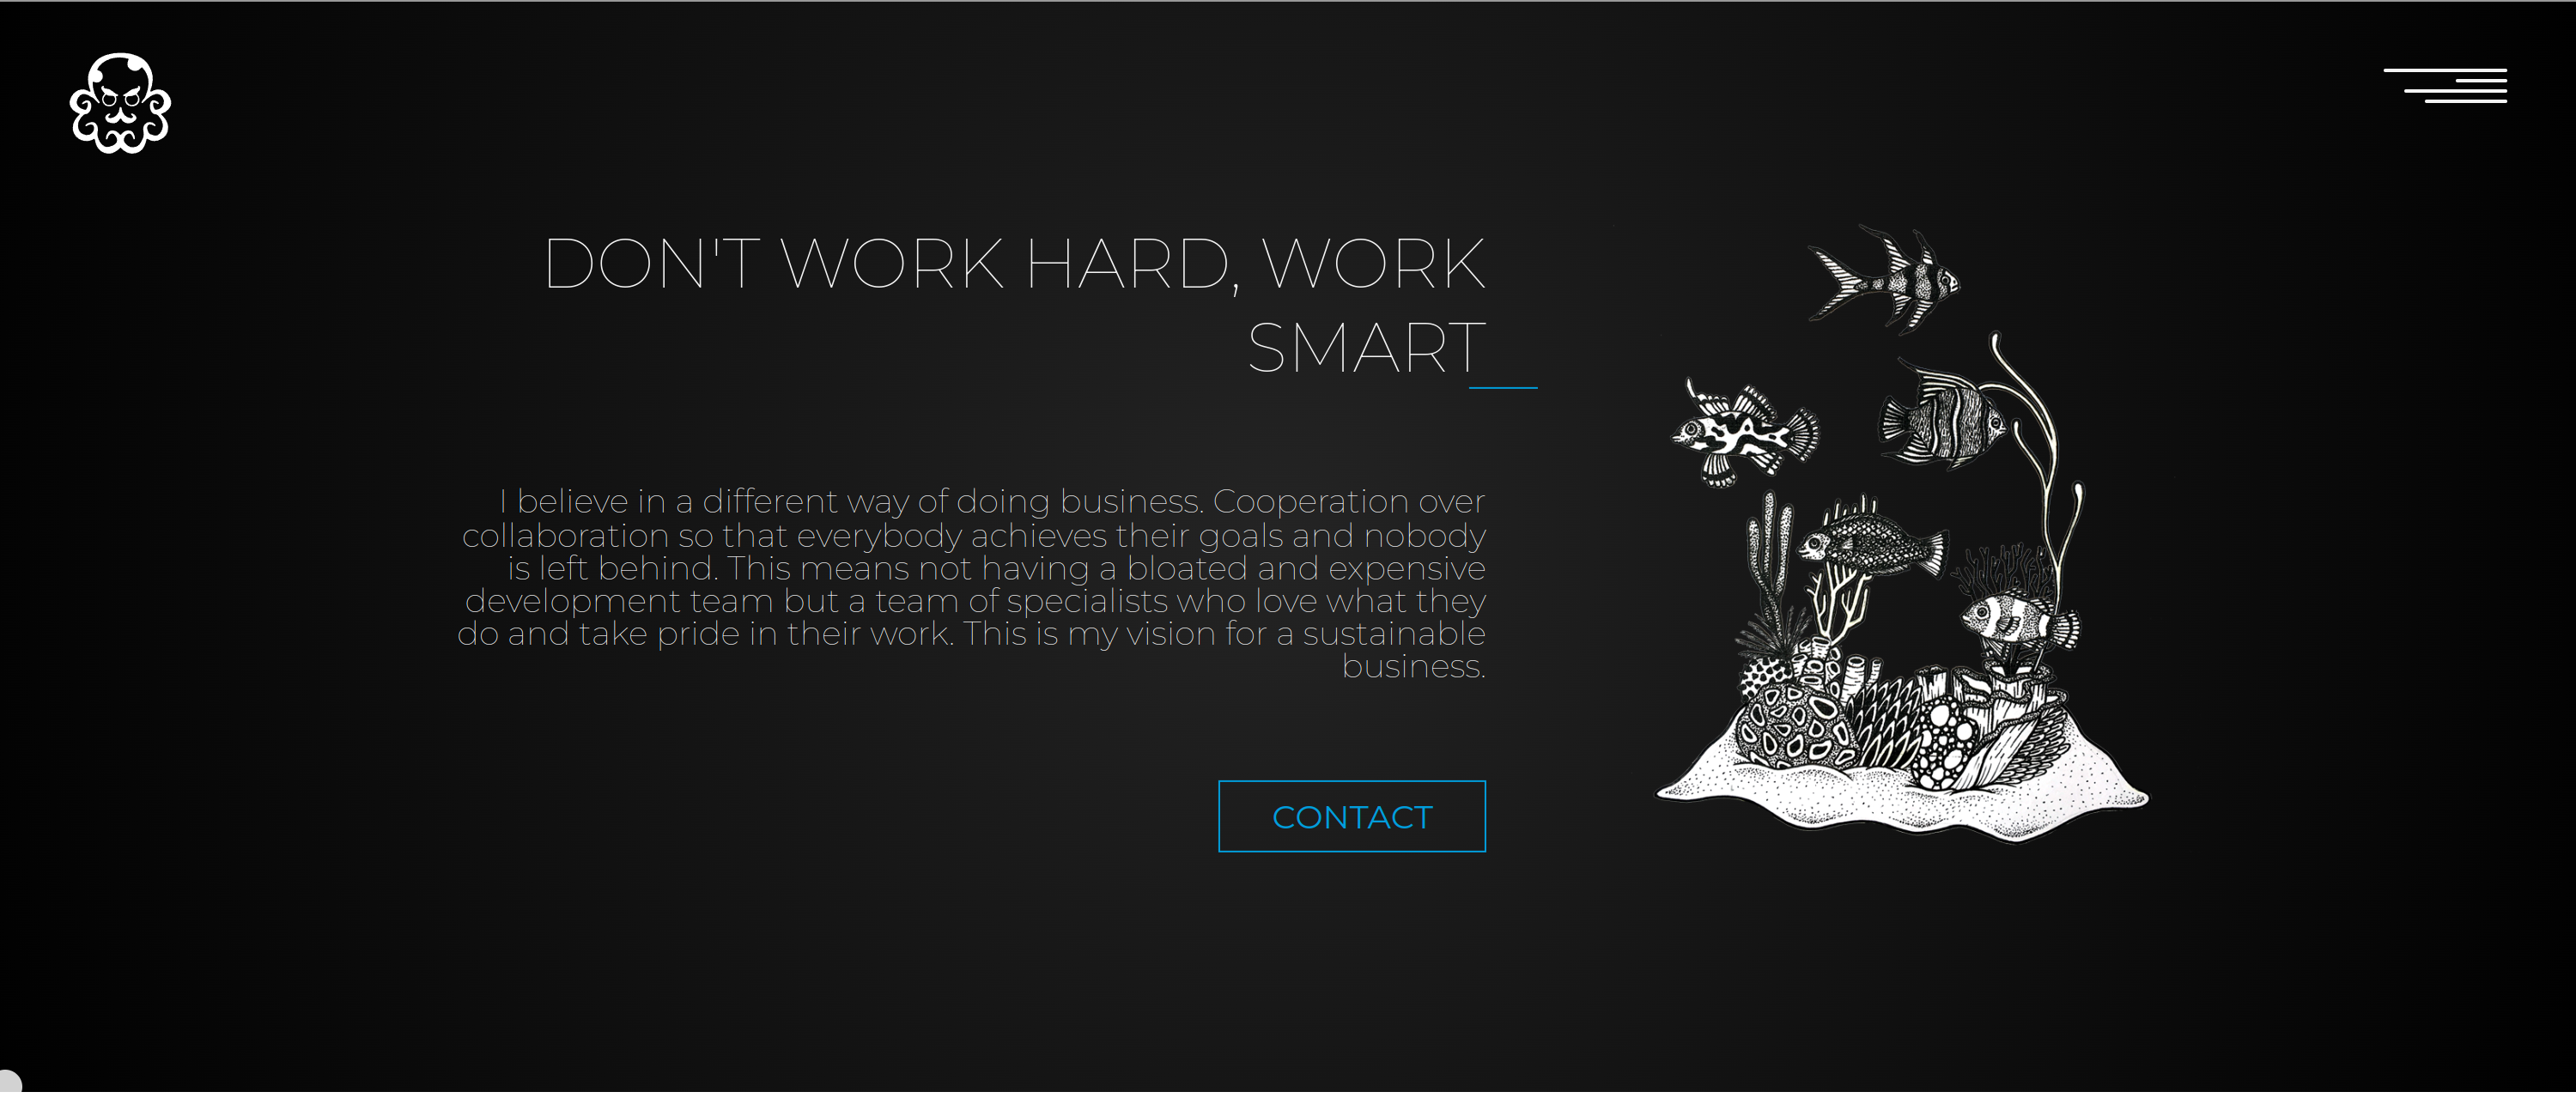 DON'T WORK HARD, WORK
SMART
I believe in a different way of doing business. Cooperation over
collaboration so that everybody achieves their goals and nobody
is left behind. This means not having a bloated and expensive
development team but a team of specialists who love what they
do and take pride in their work. This is my vision for a sustainable
business.
CONTACT